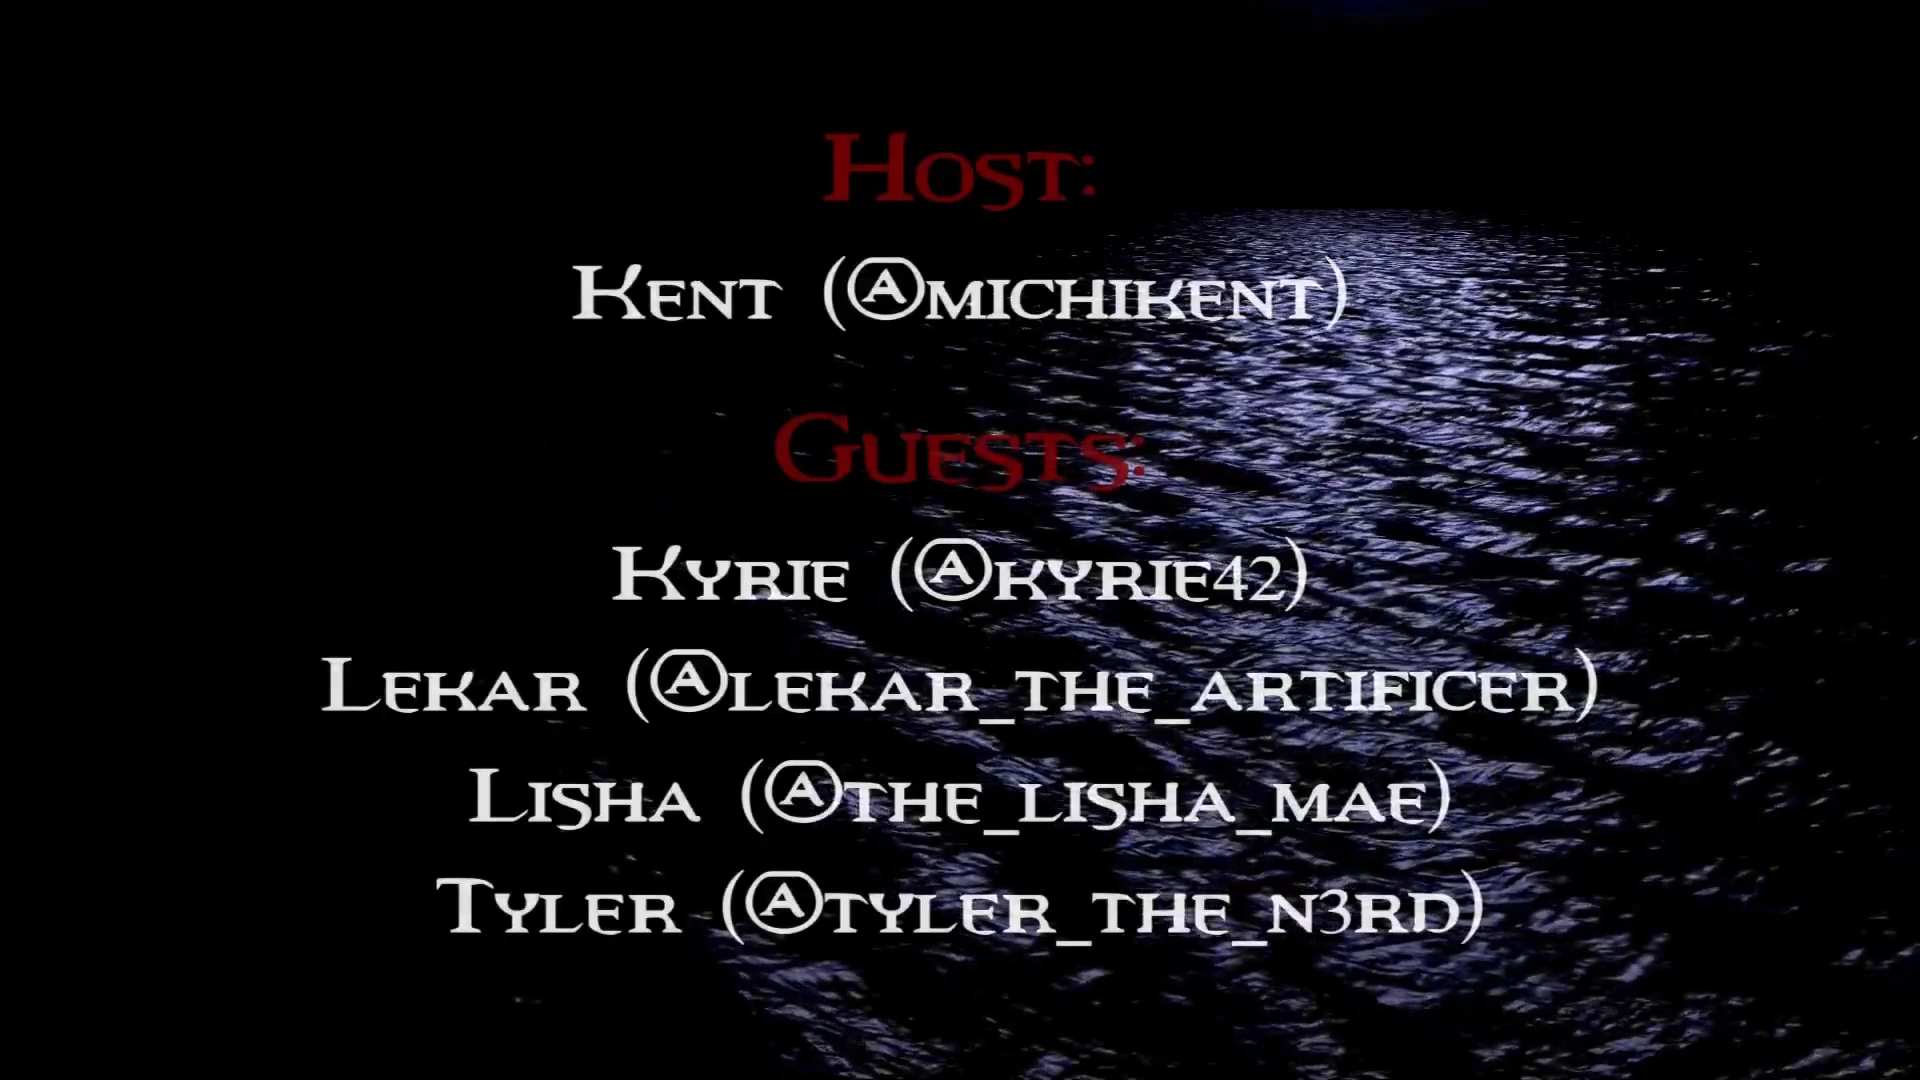 Host:
Kent (@michikent)
Guests:
Kyrie (@kyrie42)
Lekar (@lekar_the_artificer)
Lisha (@the_lisha_mae)
Tyler (@tyler_the_n3rd)